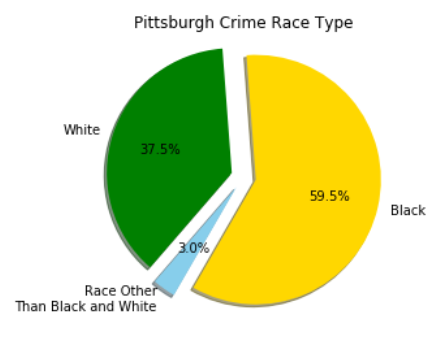 Pittsburgh Crime Race Type
White
37.5%
59.5%
Black
3.0%
Race Other
Than Black and White